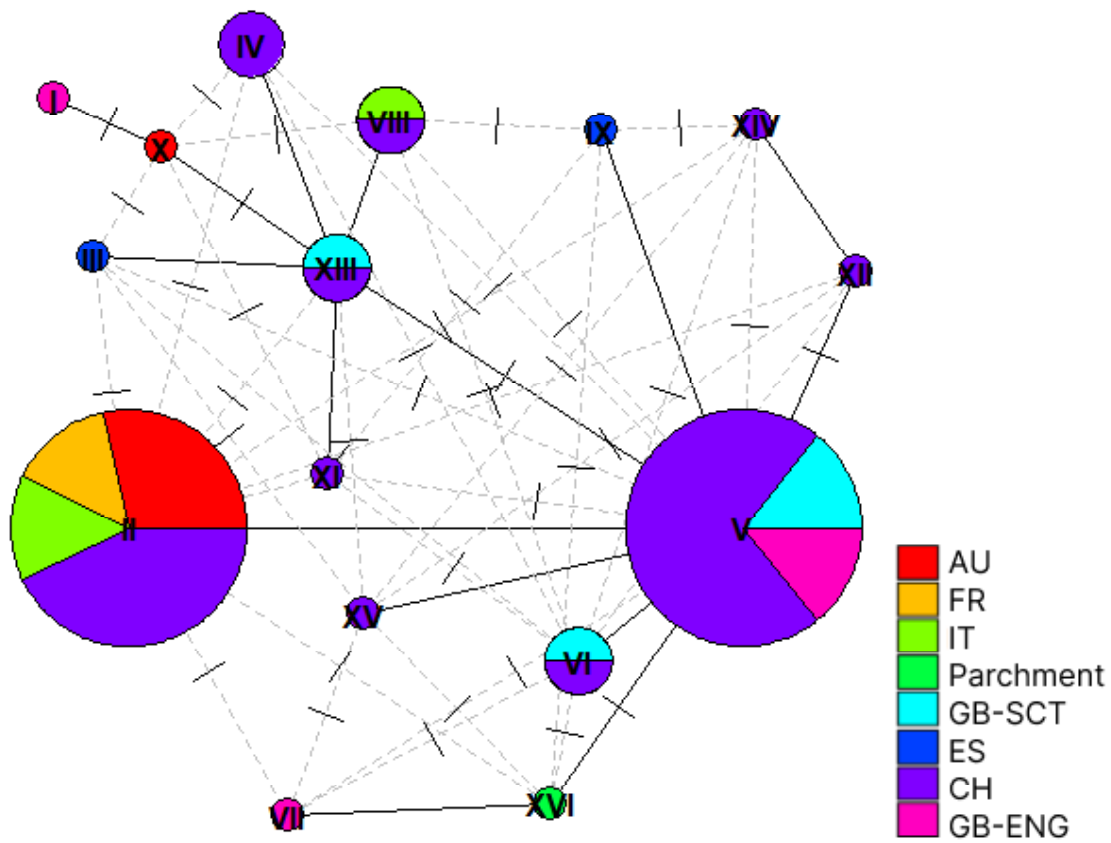 IV
I
X
VIII
IX
XIV
III
XIII
XII
XI
II
V
XV
VI
VII
XVI
AU
FR
IT
Parchment
GB-SCT
ES
CH
GB-ENG